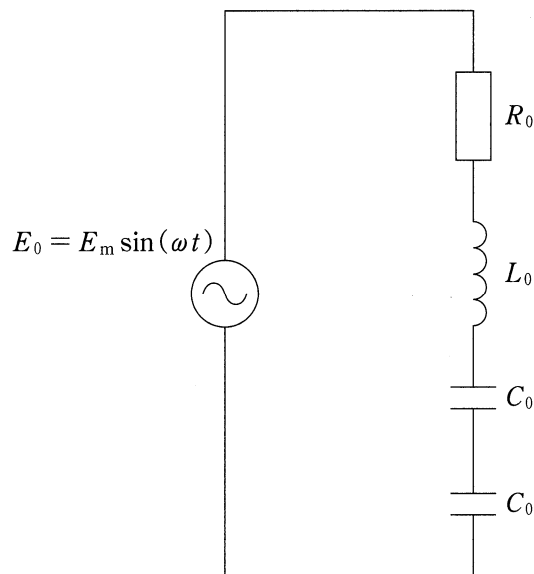 R₀
E₀ = Eₘ sin(ωt)
L₀
C₀
C₀